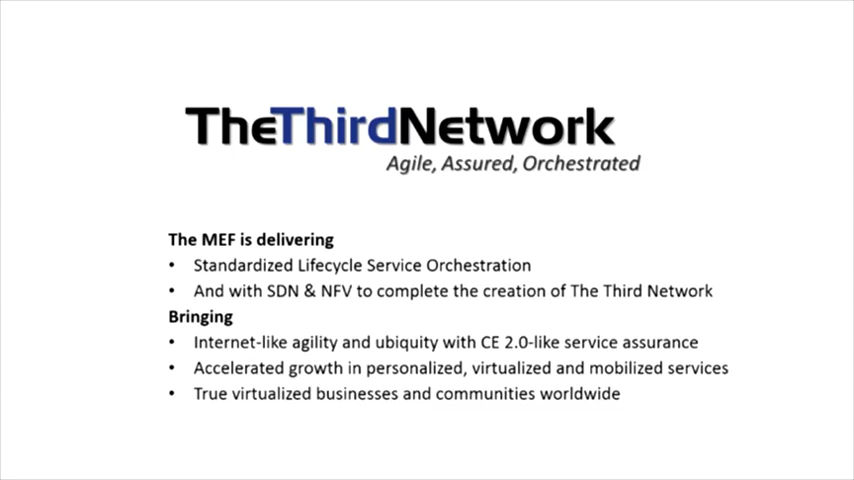 TheThirdNetwork
Agile, Assured, Orchestrated
The MEF is delivering
• Standardized Lifecycle Service Orchestration
• And with SDN & NFV to complete the creation of The Third Network
Bringing
• Internet-like agility and ubiquity with CE 2.0-like service assurance
• Accelerated growth in personalized, virtualized and mobilized services
• True virtualized businesses and communities worldwide